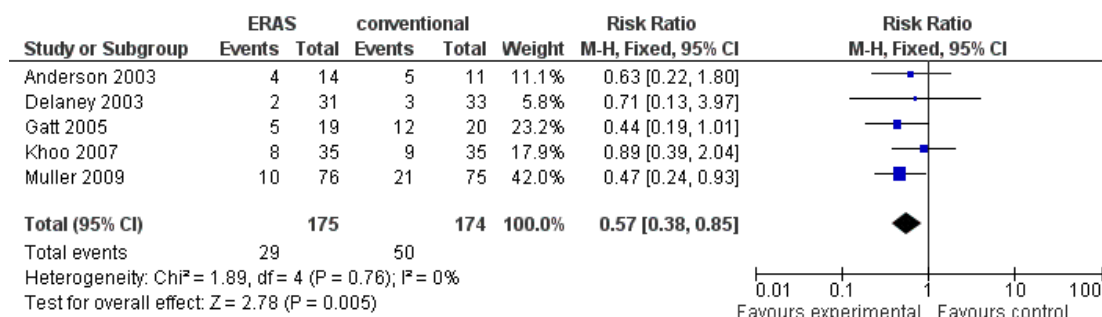 ERAS conventional Risk Ratio Risk Ratio
Study or Subgroup Events Total Events Total Weight M-H, Fixed, 95% CI M-H, Fixed, 95% CI
Anderson 2003 4 14 5 11 11.1% 0.63 [0.22, 1.80]
Delaney 2003 2 31 3 33 5.8% 0.71 [0.13, 3.97]
Gatt 2005 5 19 12 20 23.2% 0.44 [0.19, 1.01]
Khoo 2007 8 35 9 35 17.9% 0.89 [0.39, 2.04]
Muller 2009 10 76 21 75 42.0% 0.47 [0.24, 0.93]
Total (95% CI) 175 174 100.0% 0.57 [0.38, 0.85]
Total events 29 50
Heterogeneity: Chi² = 1.89, df = 4 (P = 0.76); I² = 0%
Test for overall effect: Z = 2.78 (P = 0.005)
0.01 0.1 1 10 100
Favours experimental Favours control